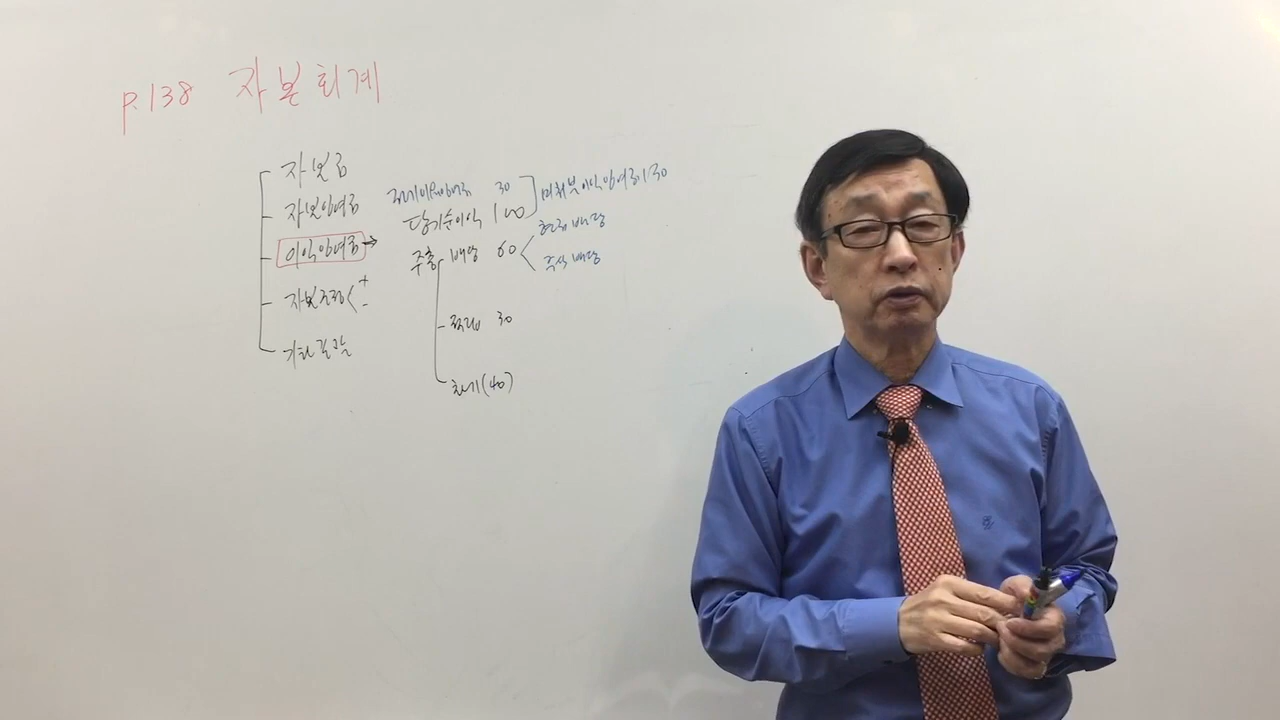 p.138 자본회계
자본금
자본잉여금
이익잉여금 →
자본조정 < + -
기타
전기이월이익잉여금 30
당기순이익 100
미처분이익잉여금 130
주총 배당 60
현금배당
주식배당
적립 30
차기 (40)